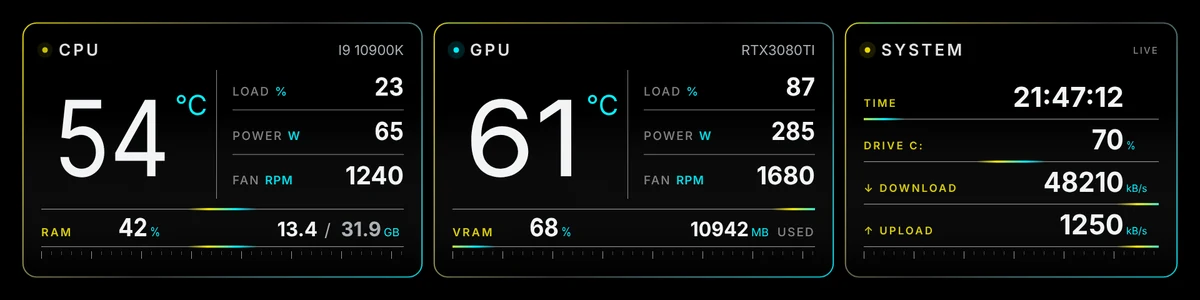 CPU I9 10900K
54 °C
LOAD % 23
POWER W 65
FAN RPM 1240
RAM 42 % 13.4 / 31.9 GB
GPU RTX3080TI
61 °C
LOAD % 87
POWER W 285
FAN RPM 1680
VRAM 68 % 10942 MB USED
SYSTEM LIVE
TIME 21:47:12
DRIVE C: 70 %
↓ DOWNLOAD 48210 kB/s
↑ UPLOAD 1250 kB/s